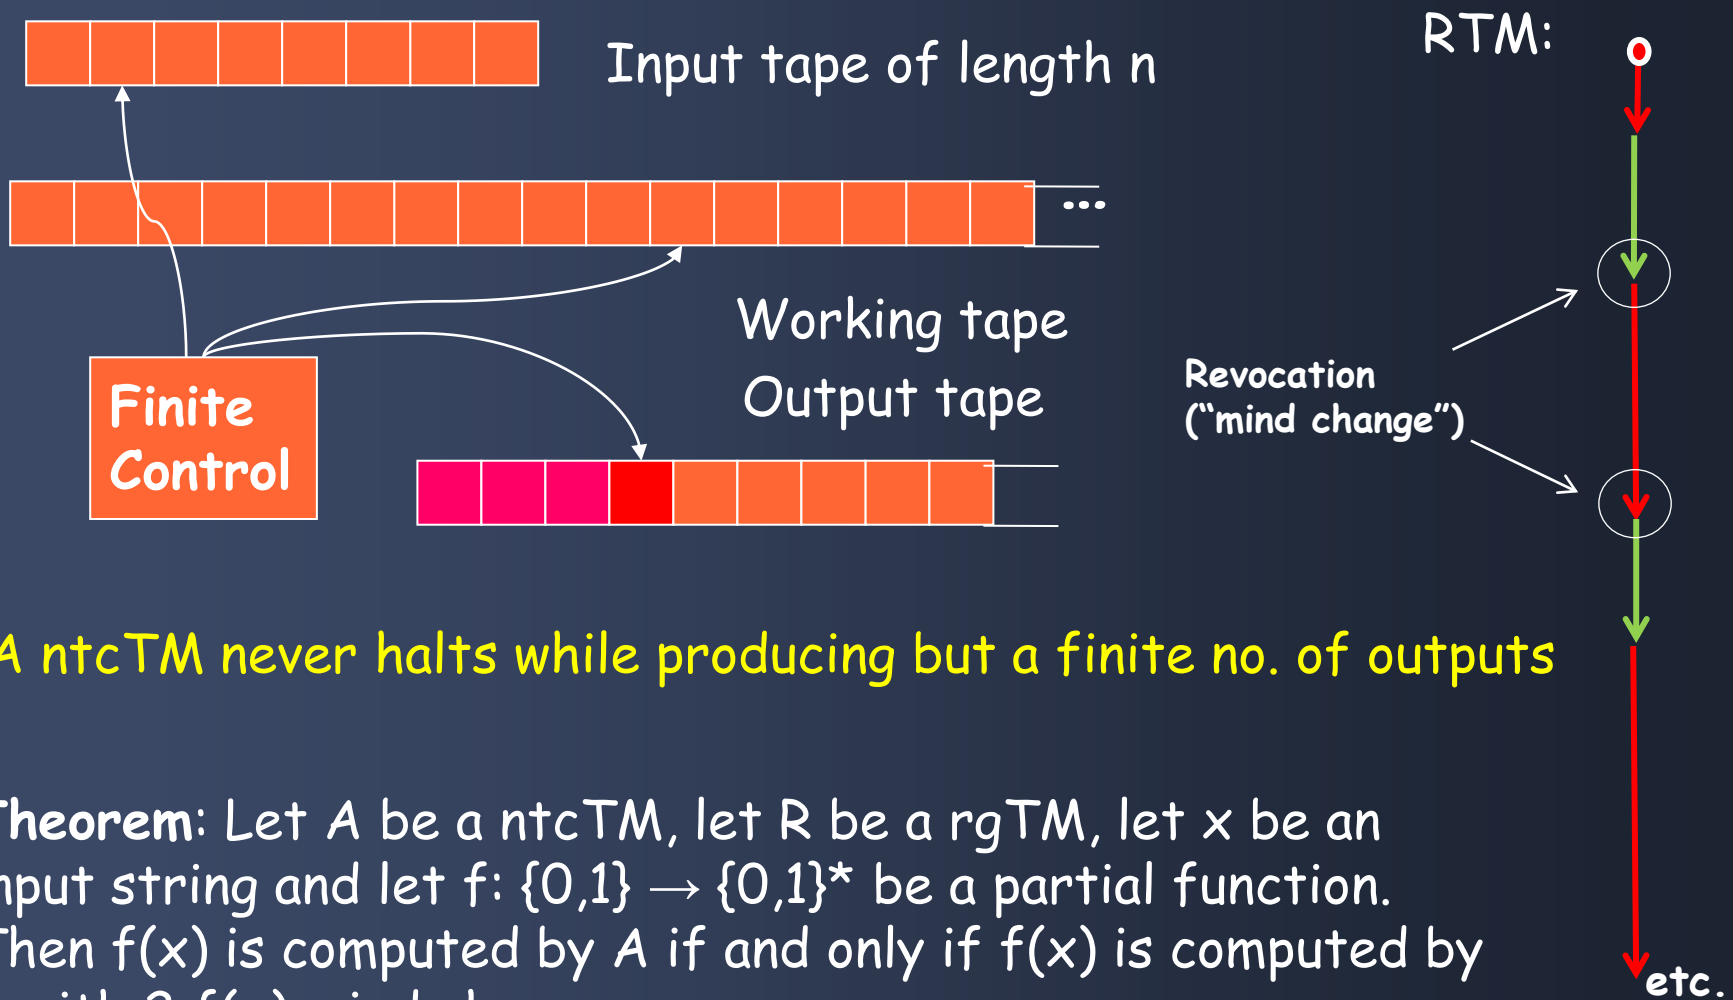 Input tape of length n
RTM:
...
Working tape
Output tape
Finite
Control
Revocation
(“mind change”)
A ntcTM never halts while producing but a finite no. of outputs
Theorem: Let A be a ntcTM, let R be a rgTM, let x be an
nput string and let f: {0,1} → {0,1}* be a partial function.
Then f(x) is computed by A if and only if f(x) is computed by
etc.